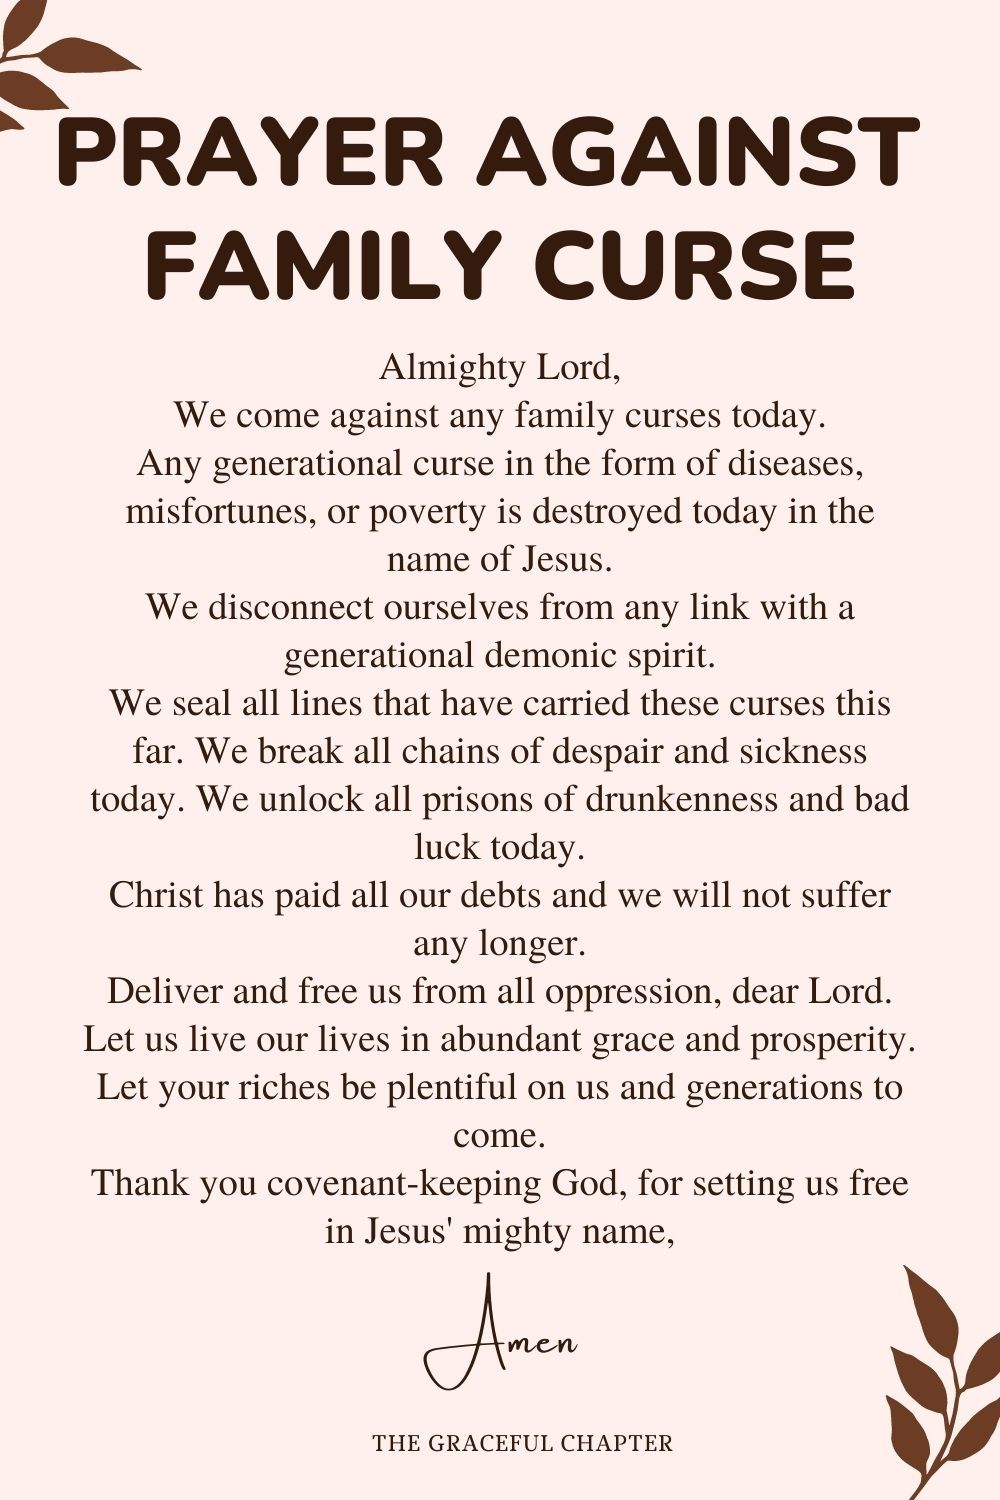 PRAYER AGAINST
FAMILY CURSE
Almighty Lord,
We come against any family curses today.
Any generational curse in the form of diseases,
misfortunes, or poverty is destroyed today in the
name of Jesus.
We disconnect ourselves from any link with a
generational demonic spirit.
We seal all lines that have carried these curses this
far. We break all chains of despair and sickness
today. We unlock all prisons of drunkenness and bad
luck today.
Christ has paid all our debts and we will not suffer
any longer.
Deliver and free us from all oppression, dear Lord.
Let us live our lives in abundant grace and prosperity.
Let your riches be plentiful on us and generations to
come.
Thank you covenant-keeping God, for setting us free
in Jesus' mighty name,
Amen
THE GRACEFUL CHAPTER